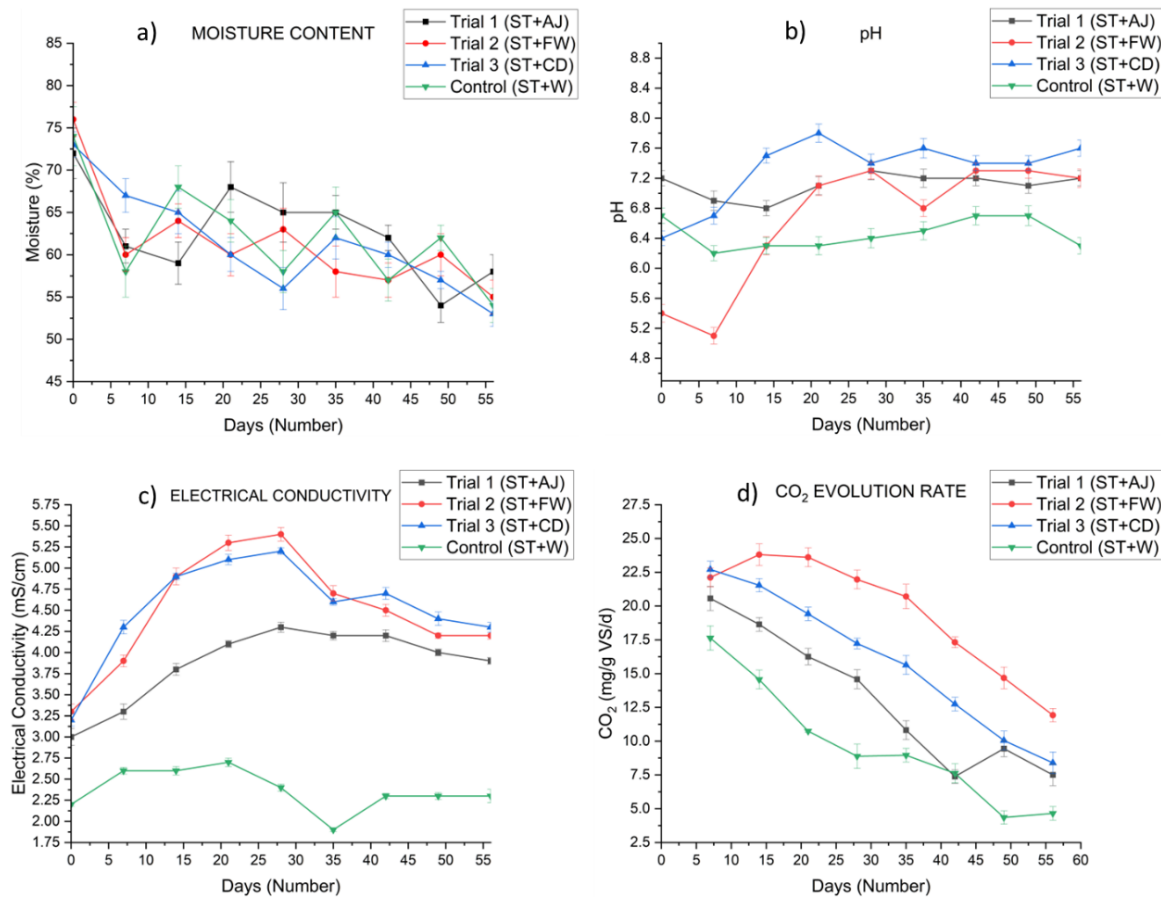 a) MOISTURE CONTENT
Trial 1 (ST+AJ)
Trial 2 (ST+FW)
Trial 3 (ST+CD)
Control (ST+W)
Moisture (%)
85
80
75
70
65
60
55
50
45
0 5 10 15 20 25 30 35 40 45 50 55
Days (Number)
b) pH
Trial 1 (ST+AJ)
Trial 2 (ST+FW)
Trial 3 (ST+CD)
Control (ST+W)
pH
8.8
8.4
8.0
7.6
7.2
6.8
6.4
6.0
5.6
5.2
4.8
0 5 10 15 20 25 30 35 40 45 50 55
Days (Number)
c) ELECTRICAL CONDUCTIVITY
Trial 1 (ST+AJ)
Trial 2 (ST+FW)
Trial 3 (ST+CD)
Control (ST+W)
Electrical Conductivity (mS/cm)
5.75
5.50
5.25
5.00
4.75
4.50
4.25
4.00
3.75
3.50
3.25
3.00
2.75
2.50
2.25
2.00
1.75
0 5 10 15 20 25 30 35 40 45 50 55
Days (Number)
d) CO₂ EVOLUTION RATE
Trial 1 (ST+AJ)
Trial 2 (ST+FW)
Trial 3 (ST+CD)
Control (ST+W)
CO₂ (mg/g VS/d)
27.5
25.0
22.5
20.0
17.5
15.0
12.5
10.0
7.5
5.0
2.5
0 5 10 15 20 25 30 35 40 45 50 55 60
Days (Number)